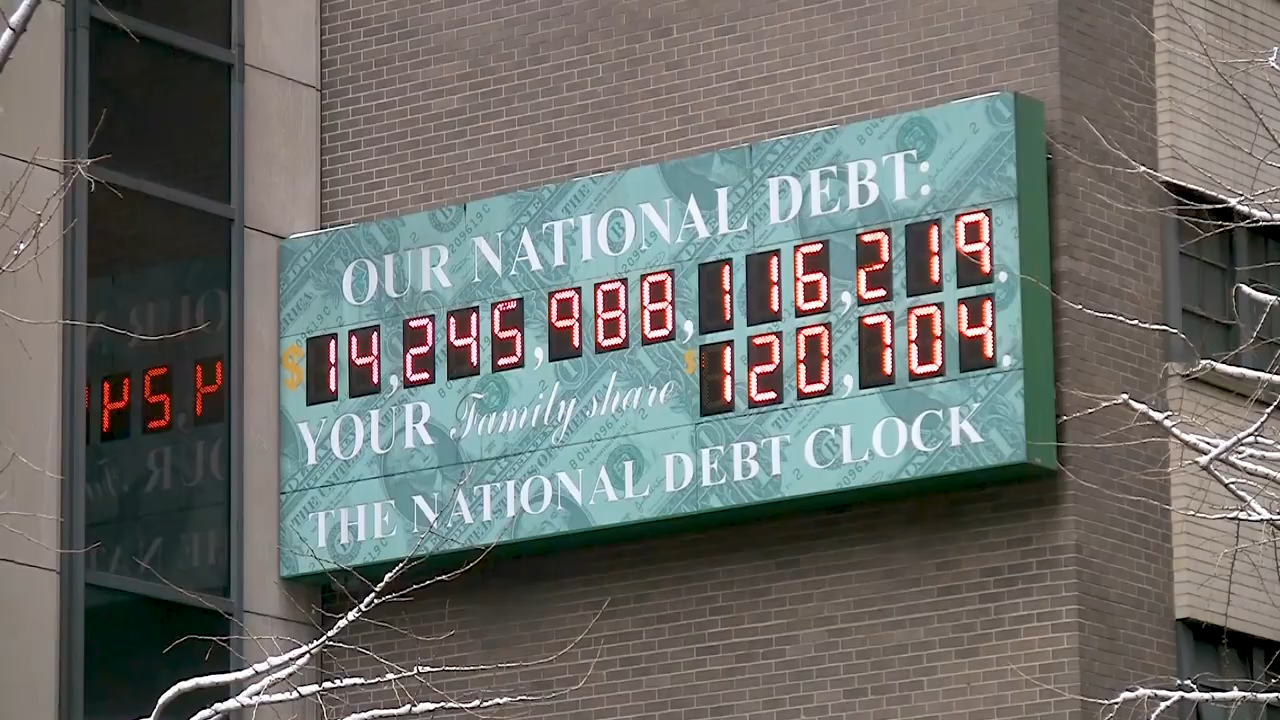 OUR NATIONAL DEBT:
$14,245,988,116,219.
YOUR Family share $120,704.
THE NATIONAL DEBT CLOCK